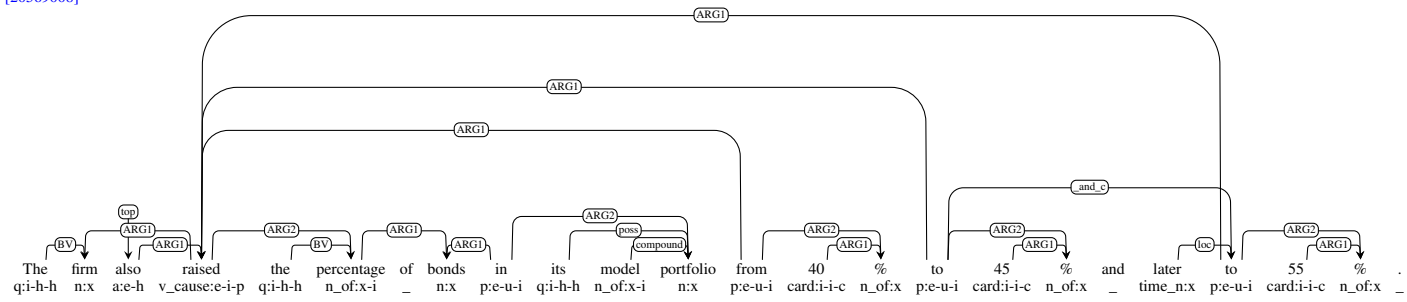 ARG1
ARG1
ARG1
_and_c
top
ARG2
poss
ARG1 ARG2 ARG1 ARG2 ARG2 ARG2
BV ARG1 BV ARG1 compound ARG1 ARG1 loc ARG1
The firm also raised the percentage of bonds in its model portfolio from 40 % to 45 % and later to 55 % .
q:i-h-h n:x a:e-h v_cause:e-i-p q:i-h-h n_of:x-i _ n:x p:e-u-i q:i-h-h n_of:x-i n:x p:e-u-i card:i-i-c n_of:x p:e-u-i card:i-i-c n_of:x _ time_n:x p:e-u-i card:i-i-c n_of:x _